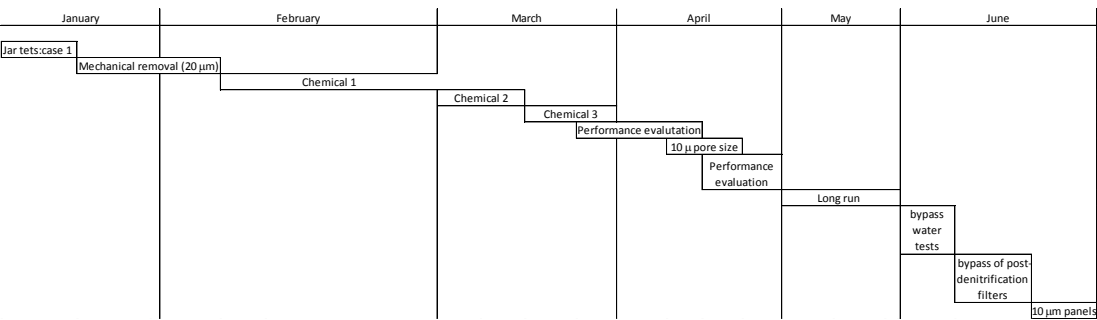 January February March April May June
Jar tets:case 1
Mechanical removal (20 µm)
Chemical 1
Chemical 2
Chemical 3
Performance evalutation
10 µ pore size
Performance
evaluation
Long run
bypass
water
tests
bypass of post-
denitrification
filters
10 µm panels